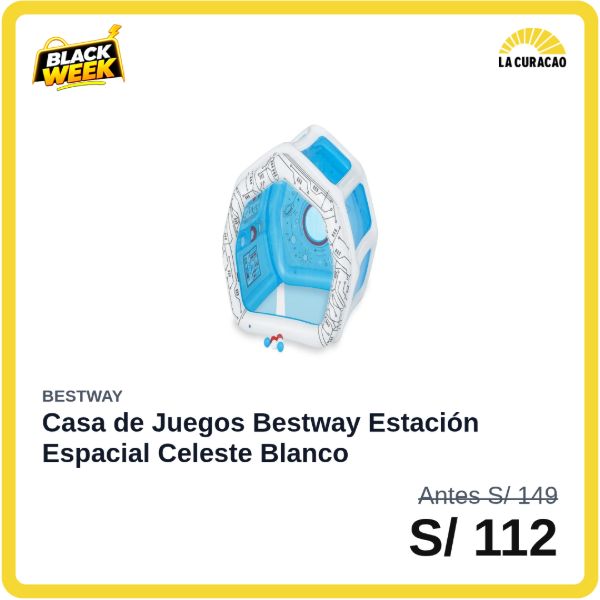 BLACK
WEEK
LA CURACAO
BESTWAY
Casa de Juegos Bestway Estación
Espacial Celeste Blanco
Antes S/ 149
S/ 112